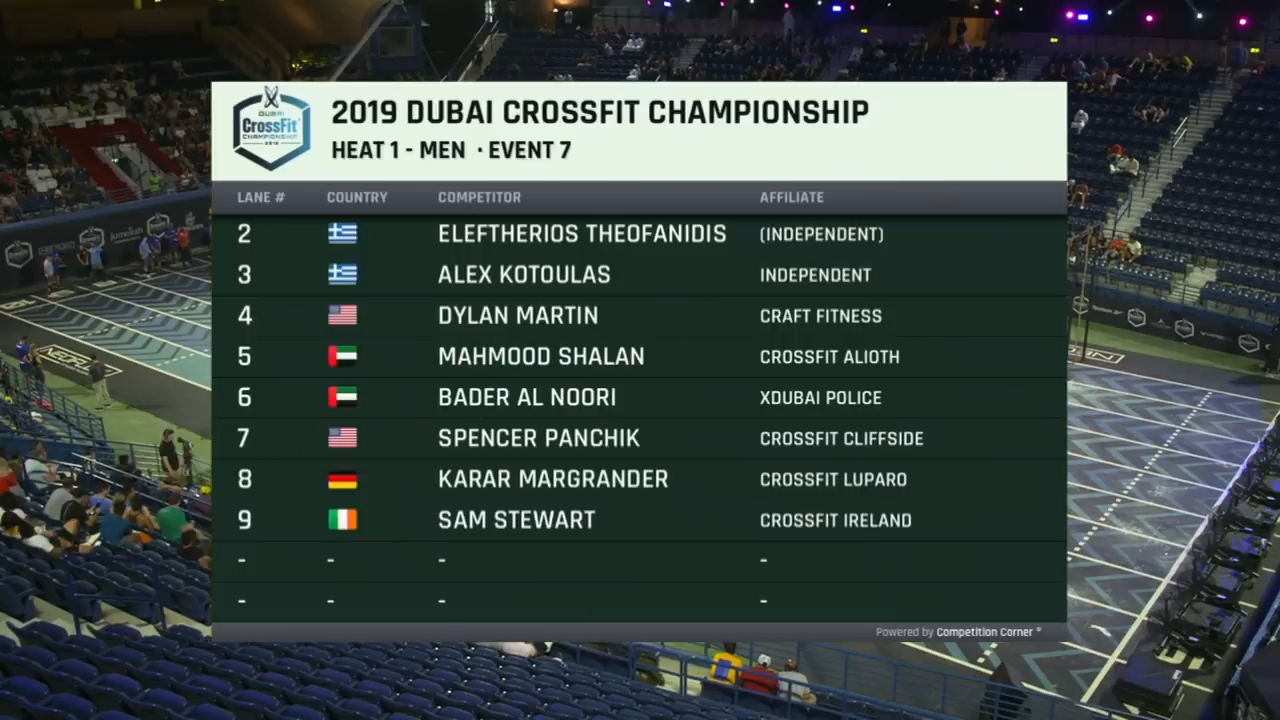 2019 DUBAI CROSSFIT CHAMPIONSHIP
HEAT 1 - MEN · EVENT 7
DUBAI
CrossFit
CHAMPIONSHIP
2019
LANE # COUNTRY COMPETITOR AFFILIATE
2 ELEFTHERIOS THEOFANIDIS (INDEPENDENT)
3 ALEX KOTOULAS INDEPENDENT
4 DYLAN MARTIN CRAFT FITNESS
5 MAHMOOD SHALAN CROSSFIT ALIOTH
6 BADER AL NOORI XDUBAI POLICE
7 SPENCER PANCHIK CROSSFIT CLIFFSIDE
8 KARAR MARGRANDER CROSSFIT LUPARO
9 SAM STEWART CROSSFIT IRELAND
- - - -
- - - -
Powered by Competition Corner ®